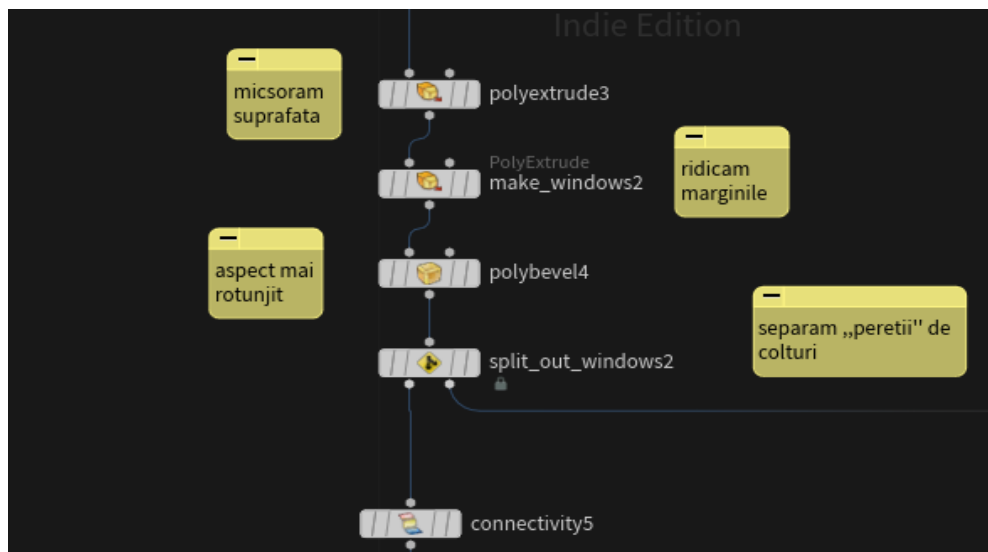 Indie Edition
micsoram
suprafata
polyextrude3
PolyExtrude
make_windows2
ridicam
marginile
aspect mai
rotunjit
polybevel4
separam ,,peretii" de
colturi
split_out_windows2
connectivity5